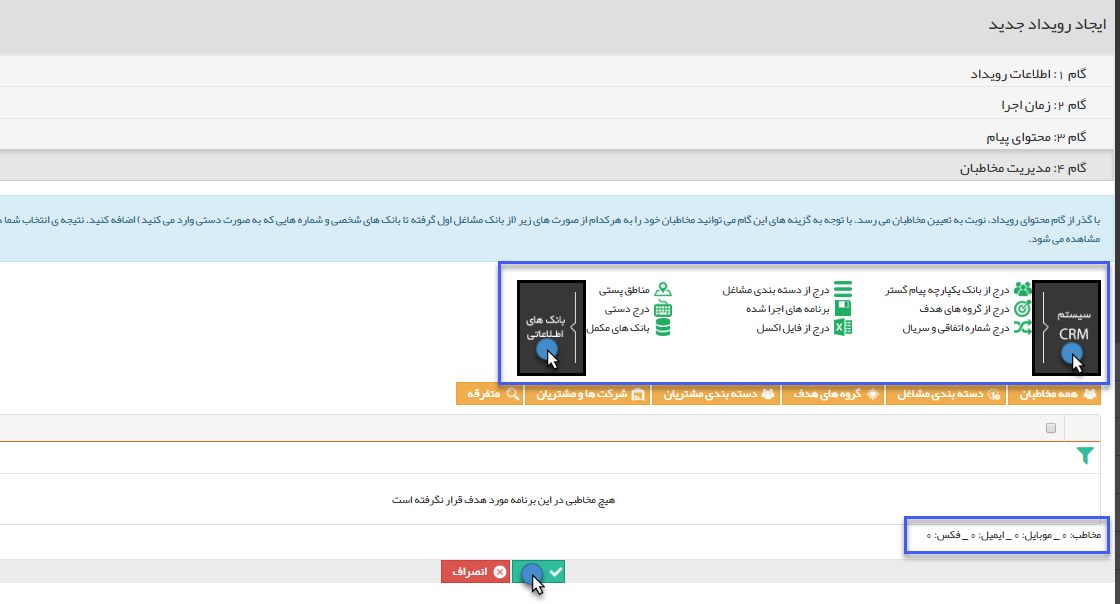 ایجاد رویداد جدید
گام ۱: اطلاعات رویداد
گام ۲: زمان اجرا
گام ۳: محتوای پیام
گام ۴: مدیریت مخاطبان
با گذر از گام محتوای رویداد، نوبت به تعیین مخاطبان می رسد. با توجه به گزینه های این گام می توانید مخاطبان خود را به هرکدام از صورت های زیر (از بانک مشاغل اول گرفته تا بانک های شخصی و شماره هایی که به صورت دستی وارد می کنید) اضافه کنید. نتیجه ی انتخاب شما د
مشاهده می شود.
سیستم
CRM
درج از بانک یکپارچه پیام گستر
درج از گروه های هدف
درج شماره اتفاقی و سریال
درج از دسته بندی مشاغل
برنامه های اجرا شده
درج از فایل اکسل
مناطق پستی
درج دستی
بانک های مکمل
بانک های
اطلاعاتی
همه مخاطبان
دسته بندی مشاغل
گروه های هدف
دسته بندی مشتریان
شرکت ها و مشتریان
متفرقه
هیچ مخاطبی در این برنامه مورد هدف قرار نگرفته است
مخاطب: ۰ _ موبایل: ۰ _ ایمیل: ۰ _ فکس: ۰
انصراف